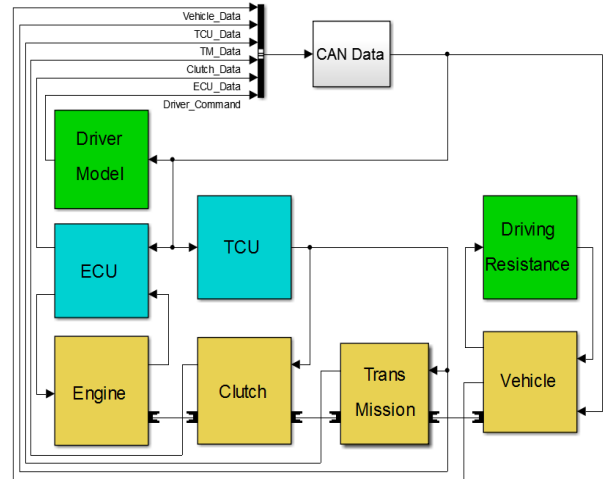 Vehicle_Data
TCU_Data
TM_Data
Clutch_Data
ECU_Data
Driver_Command
CAN Data
Driver
Model
ECU
TCU
Driving
Resistance
Engine
Clutch
Trans
Mission
Vehicle